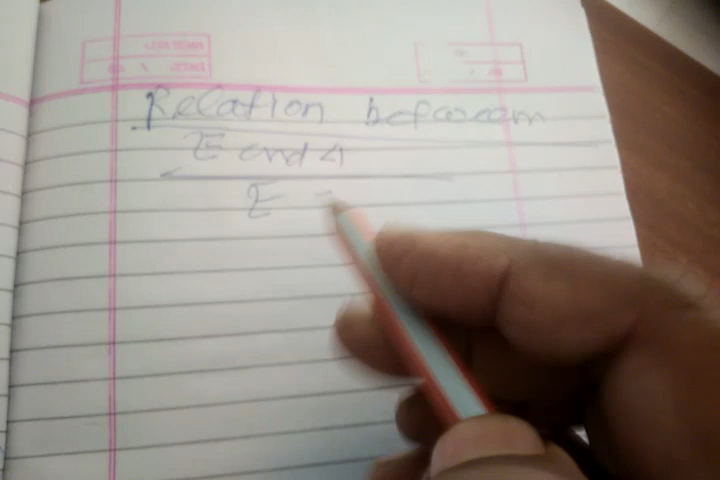 Relation between
E and Δ
E =